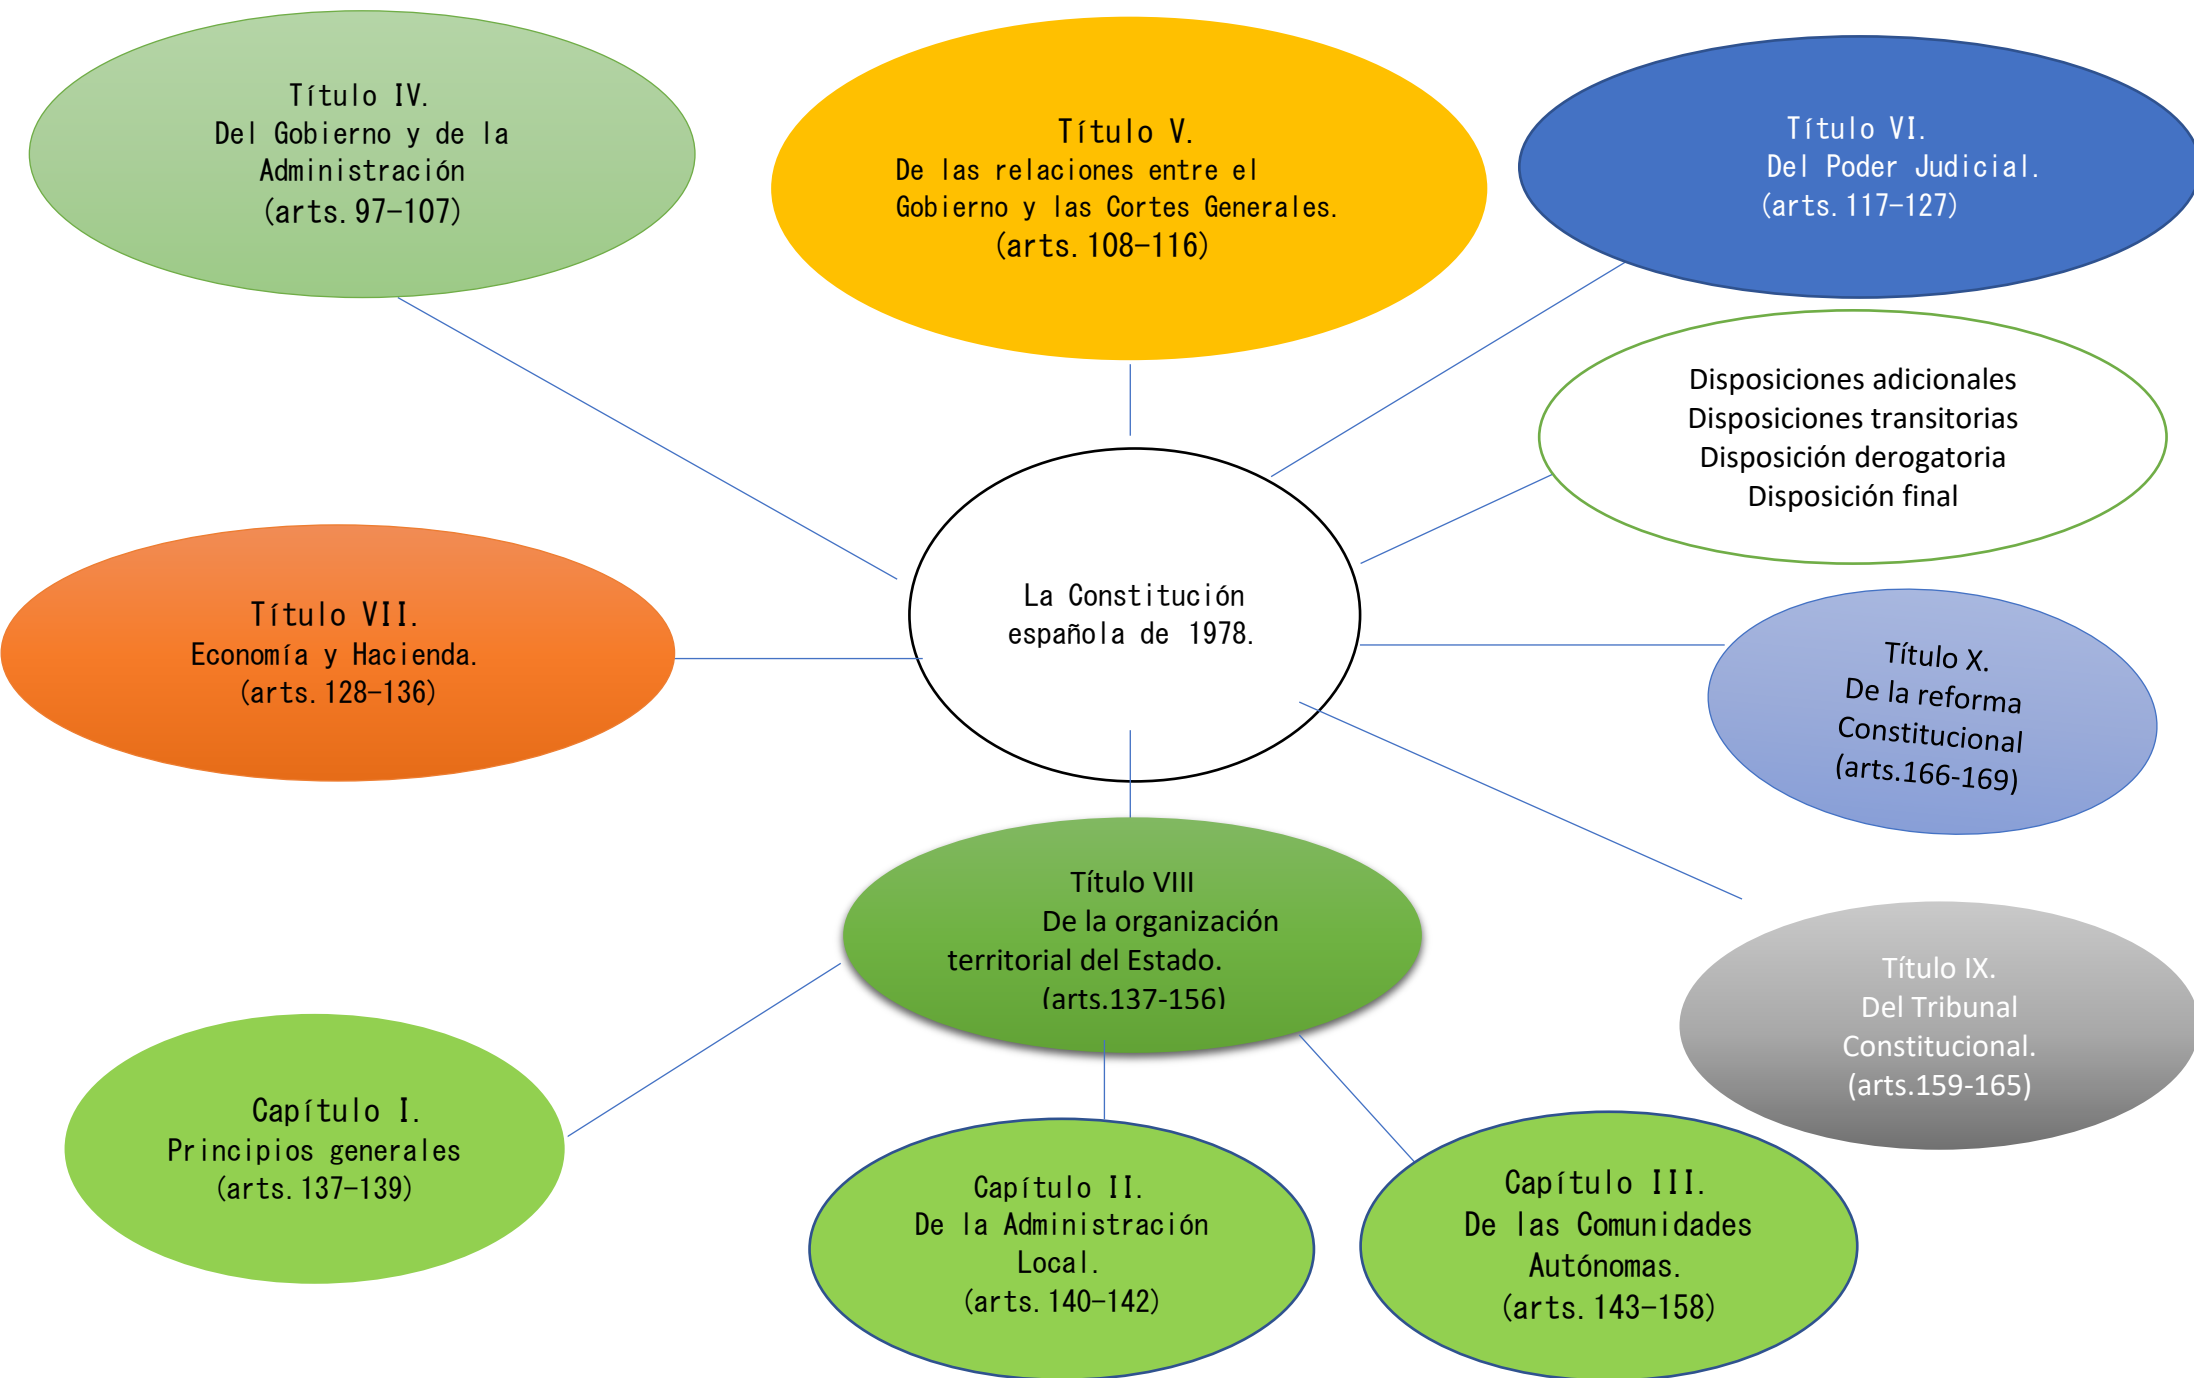 Título IV.
Del Gobierno y de la
Administración
(arts.97-107)
Título V.
De las relaciones entre el
Gobierno y las Cortes Generales.
(arts.108-116)
Título VI.
Del Poder Judicial.
(arts.117-127)
Disposiciones adicionales
Disposiciones transitorias
Disposición derogatoria
Disposición final
La Constitución
española de 1978.
Título VII.
Economía y Hacienda.
(arts.128-136)
Título X.
De la reforma
Constitucional
(arts.166-169)
Título VIII
De la organización
territorial del Estado.
(arts.137-156)
Título IX.
Del Tribunal
Constitucional.
(arts.159-165)
Capítulo I.
Principios generales
(arts.137-139)
Capítulo II.
De la Administración
Local.
(arts.140-142)
Capítulo III.
De las Comunidades
Autónomas.
(arts.143-158)